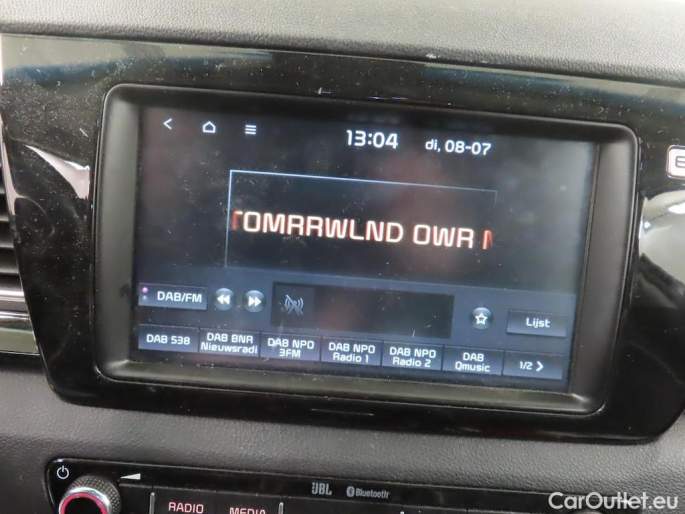 13:04 di, 08-07
TOMRRWLND OWR
DAB/FM
Lijst
DAB 538
DAB BNR
Nieuwsradi
DAB NPO
3FM
DAB NPO
Radio 1
DAB NPO
Radio 2
DAB
Qmusic
1/2
JBL Bluetooth
RADIO MEDIA
CarOutlet.eu